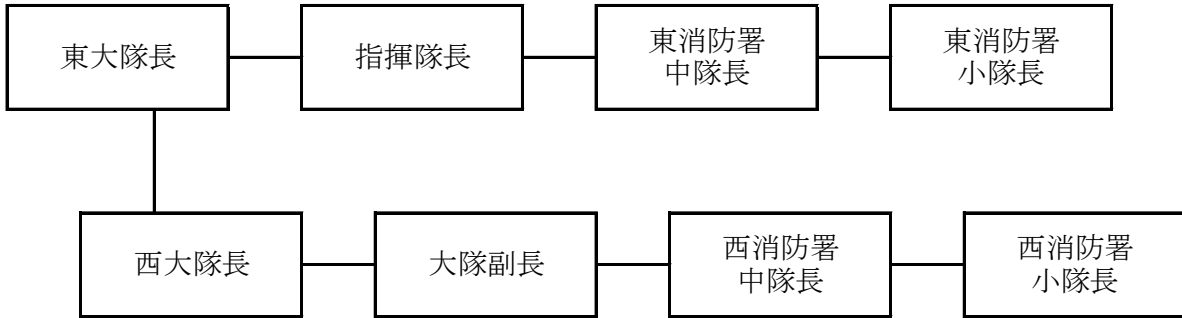 東大隊長
指揮隊長
東消防署
中隊長
東消防署
小隊長
西大隊長
大隊副長
西消防署
中隊長
西消防署
小隊長